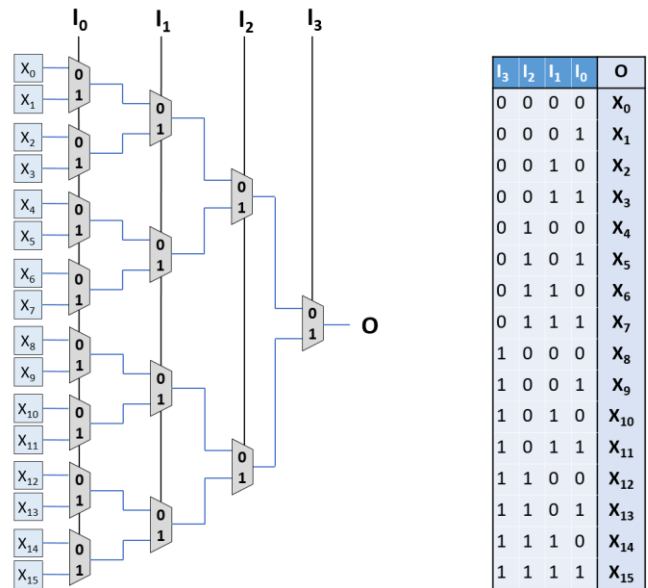 I₀ I₁ I₂ I₃
X₀
X₁
0
1
X₂
X₃
0
1
0
1
X₄
X₅
0
1
X₆
X₇
0
1
0
1
0
1
X₈
X₉
0
1
X₁₀
X₁₁
0
1
0
1
X₁₂
X₁₃
0
1
X₁₄
X₁₅
0
1
0
1
0
1
0
1
O
I₃ I₂ I₁ I₀ O
0 0 0 0 X₀
0 0 0 1 X₁
0 0 1 0 X₂
0 0 1 1 X₃
0 1 0 0 X₄
0 1 0 1 X₅
0 1 1 0 X₆
0 1 1 1 X₇
1 0 0 0 X₈
1 0 0 1 X₉
1 0 1 0 X₁₀
1 0 1 1 X₁₁
1 1 0 0 X₁₂
1 1 0 1 X₁₃
1 1 1 0 X₁₄
1 1 1 1 X₁₅